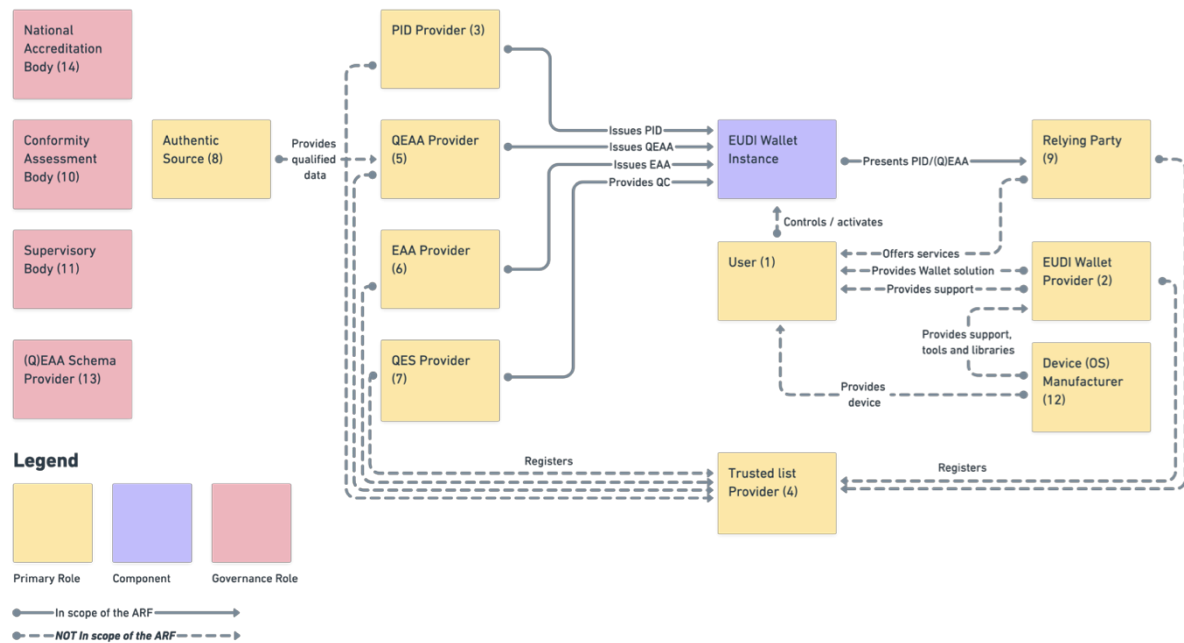 National
Accreditation
Body (14)
PID Provider (3)
Conformity
Assessment
Body (10)
Authentic
Source (8)
Provides
qualified
data
QEAA Provider
(5)
Issues PID
Issues QEAA
Issues EAA
Provides QC
EUDI Wallet
Instance
Presents PID/(Q)EAA
Relying Party
(9)
Controls / activates
Supervisory
Body (11)
EAA Provider
(6)
User (1)
Offers services
Provides Wallet solution
Provides support
EUDI Wallet
Provider (2)
Provides support,
tools and libraries
(Q)EAA Schema
Provider (13)
QES Provider
(7)
Provides
device
Device (OS)
Manufacturer
(12)
Legend
Registers
Trusted list
Provider (4)
Registers
Primary Role
Component
Governance Role
In scope of the ARF
NOT In scope of the ARF